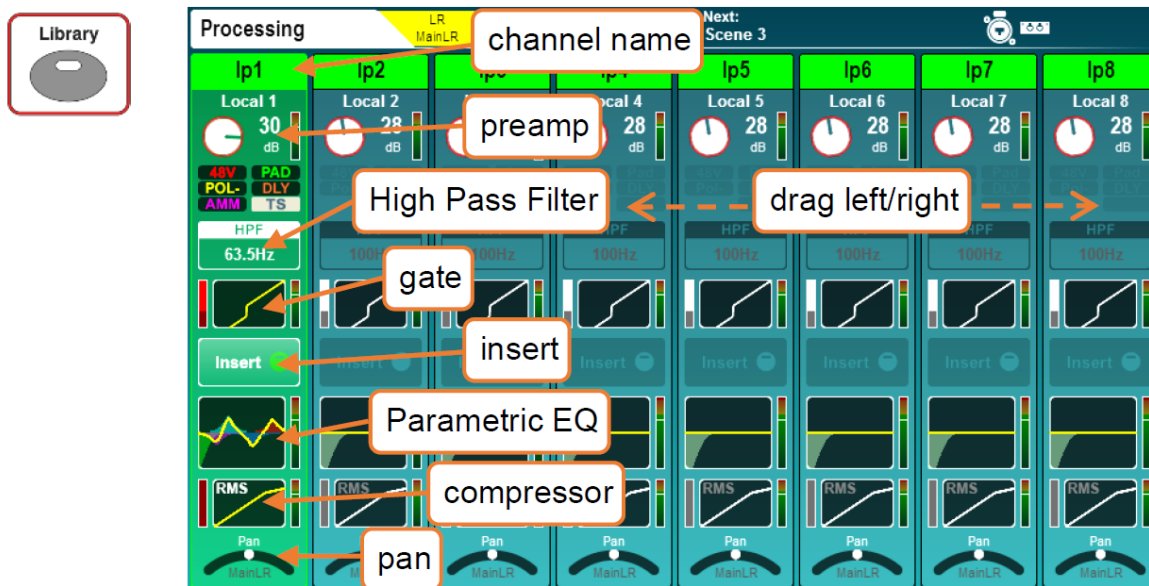 Library
Processing
LR
MainLR
Next:
Scene 3
channel name
Ip1 Ip2 Ip4 Ip5 Ip6 Ip7 Ip8
Local 1 Local 2 Local 5 Local 6 Local 7 Local 8
30 28 28 28 28 28 28
dB dB dB dB dB dB dB
preamp
48V PAD
POL- DLY
AMM TS
High Pass Filter
drag left/right
HPF HPF HPF HPF HPF HPF
63.5Hz 100Hz 100Hz 100Hz 100Hz 100Hz 100Hz
gate
Insert Insert Insert Insert Insert Insert
insert
Parametric EQ
RMS RMS RMS RMS RMS RMS
compressor
Pan Pan Pan Pan Pan Pan Pan
MainLR MainLR MainLR MainLR MainLR MainLR MainLR
pan